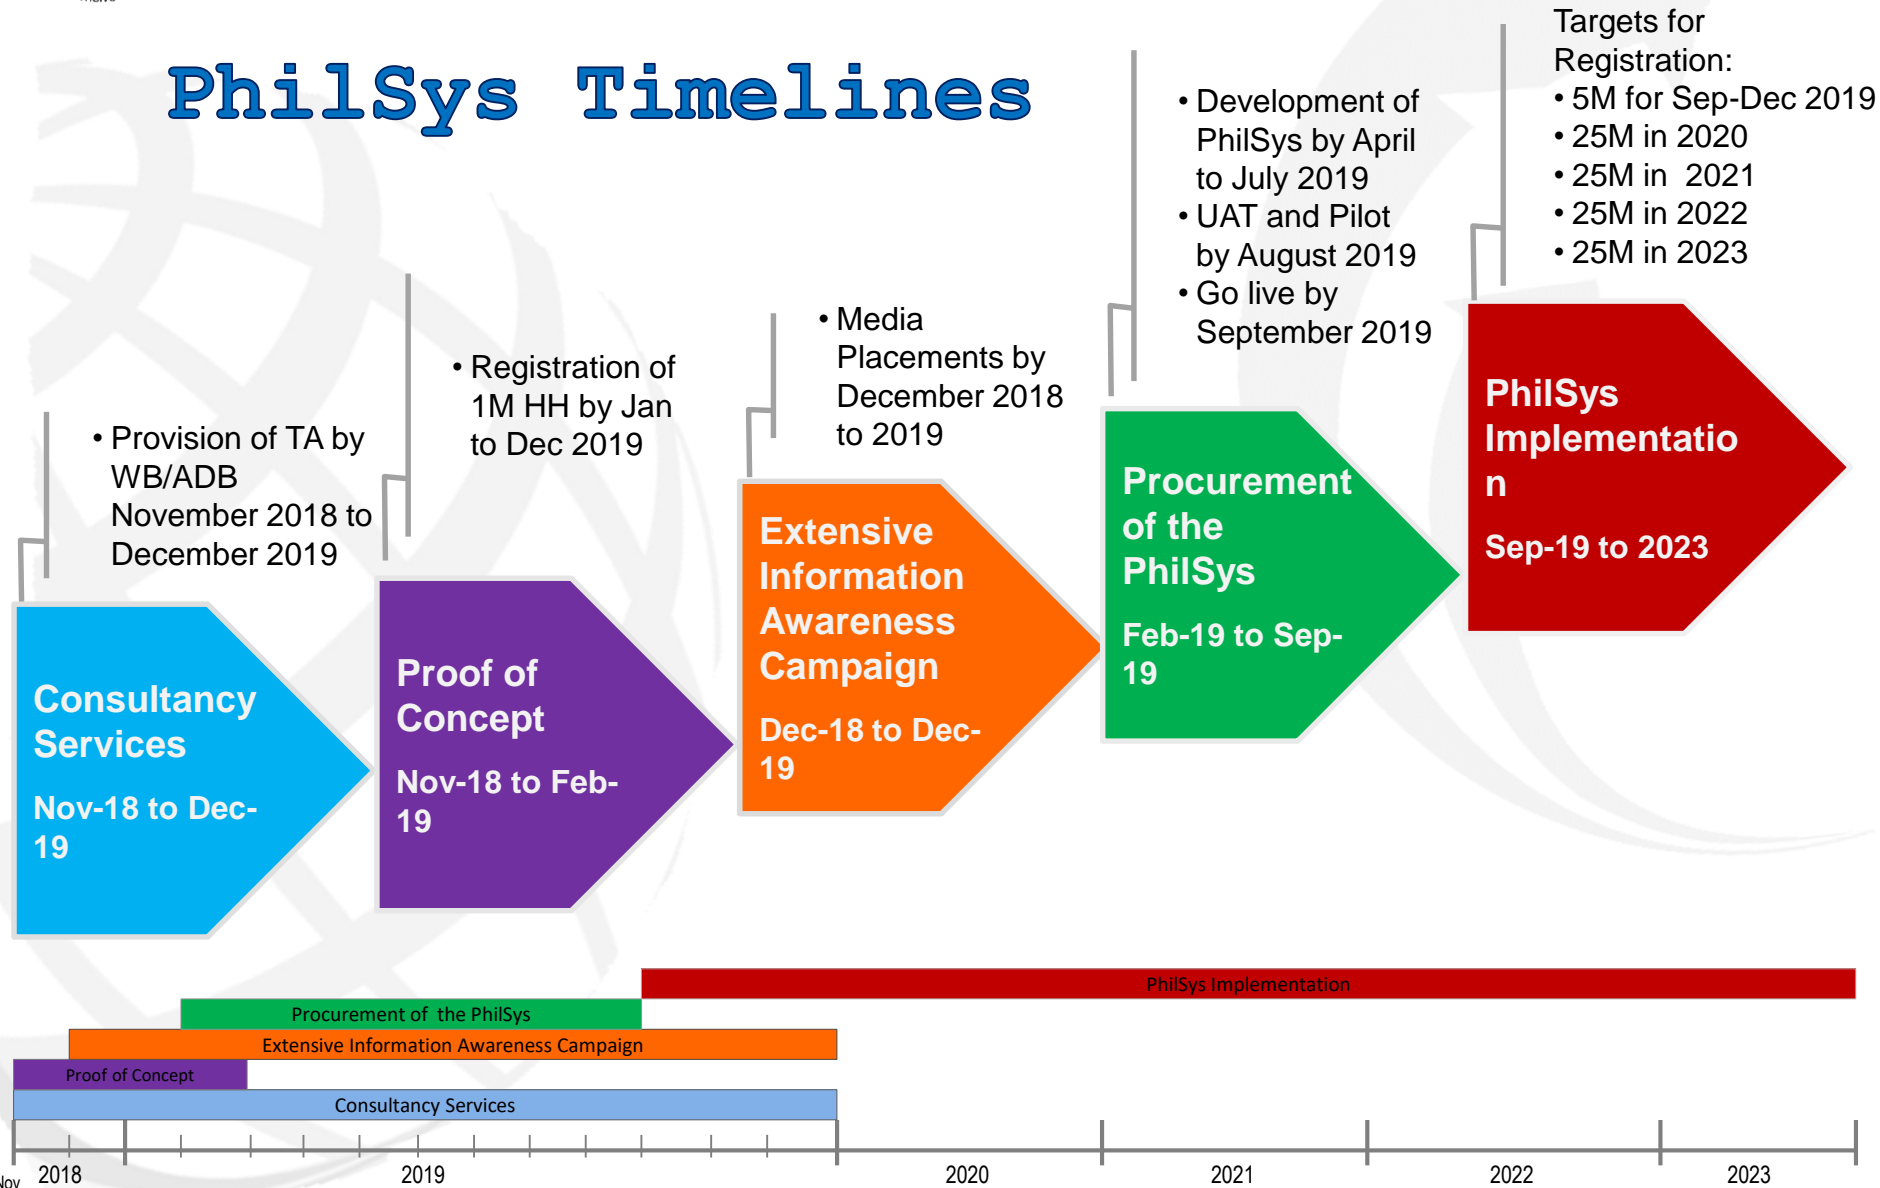 PhilSys Timelines
• Provision of TA by
WB/ADB
November 2018 to
December 2019
Consultancy
Services
Nov-18 to Dec-
19
• Registration of
1M HH by Jan
to Dec 2019
Proof of
Concept
Nov-18 to Feb-
19
• Media
Placements by
December 2018
to 2019
Extensive
Information
Awareness
Campaign
Dec-18 to Dec-
19
• Development of
PhilSys by April
to July 2019
• UAT and Pilot
by August 2019
• Go live by
September 2019
Procurement
of the
PhilSys
Feb-19 to Sep-
19
Targets for
Registration:
• 5M for Sep-Dec 2019
• 25M in 2020
• 25M in  2021
• 25M in 2022
• 25M in 2023
PhilSys
Implementatio
n
Sep-19 to 2023
PhilSys Implementation
Procurement of  the PhilSys
Extensive Information Awareness Campaign
Proof of Concept
Consultancy Services
Nov 2018 2019 2020 2021 2022 2023